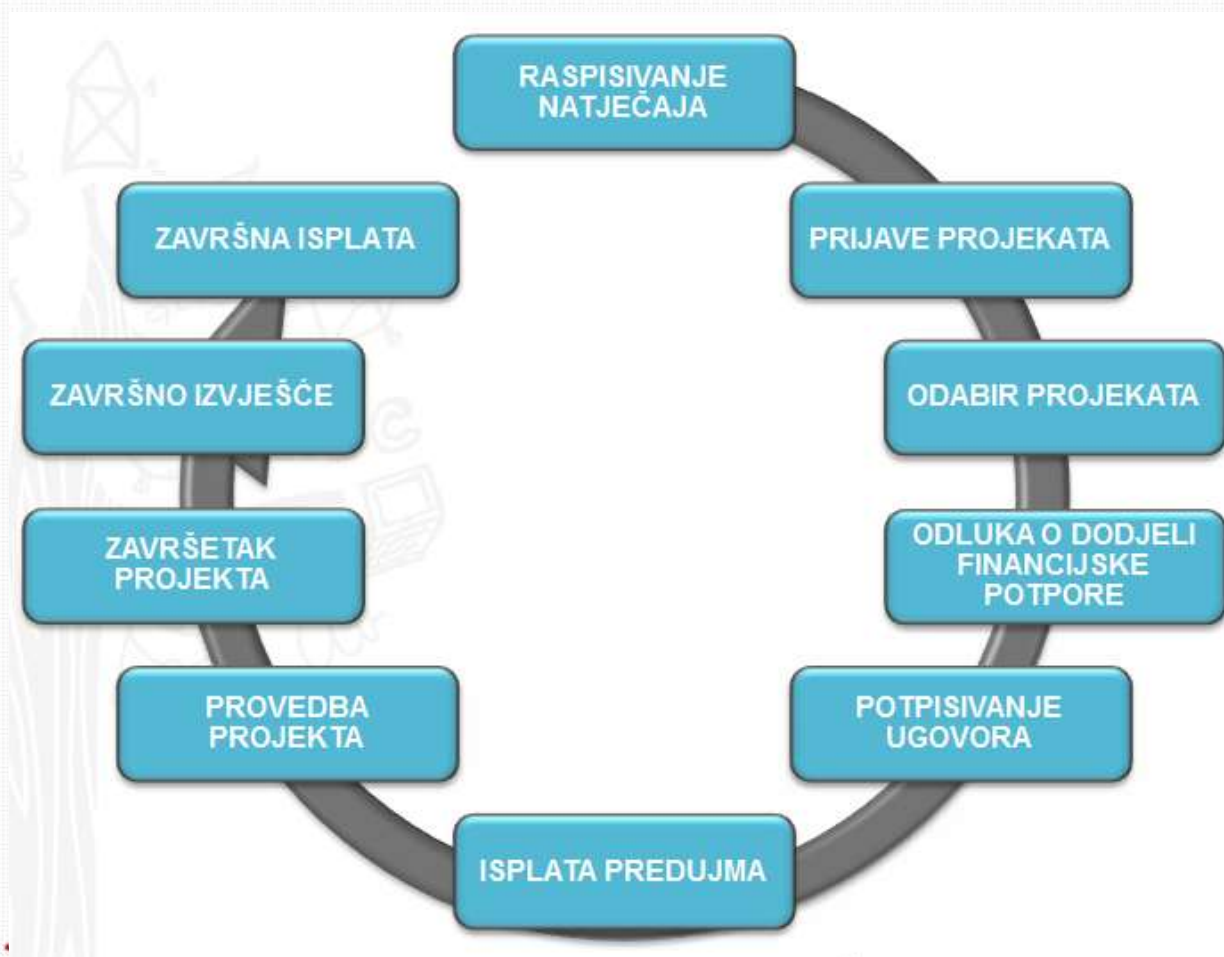 RASPISIVANJE
NATJEČAJA
PRIJAVE PROJEKATA
ODABIR PROJEKATA
ODLUKA O DODJELI
FINANCIJSKE
POTPORE
POTPISIVANJE
UGOVORA
ISPLATA PREDUJMA
PROVEDBA
PROJEKTA
ZAVRŠETAK
PROJEKTA
ZAVRŠNO IZVJEŠĆE
ZAVRŠNA ISPLATA